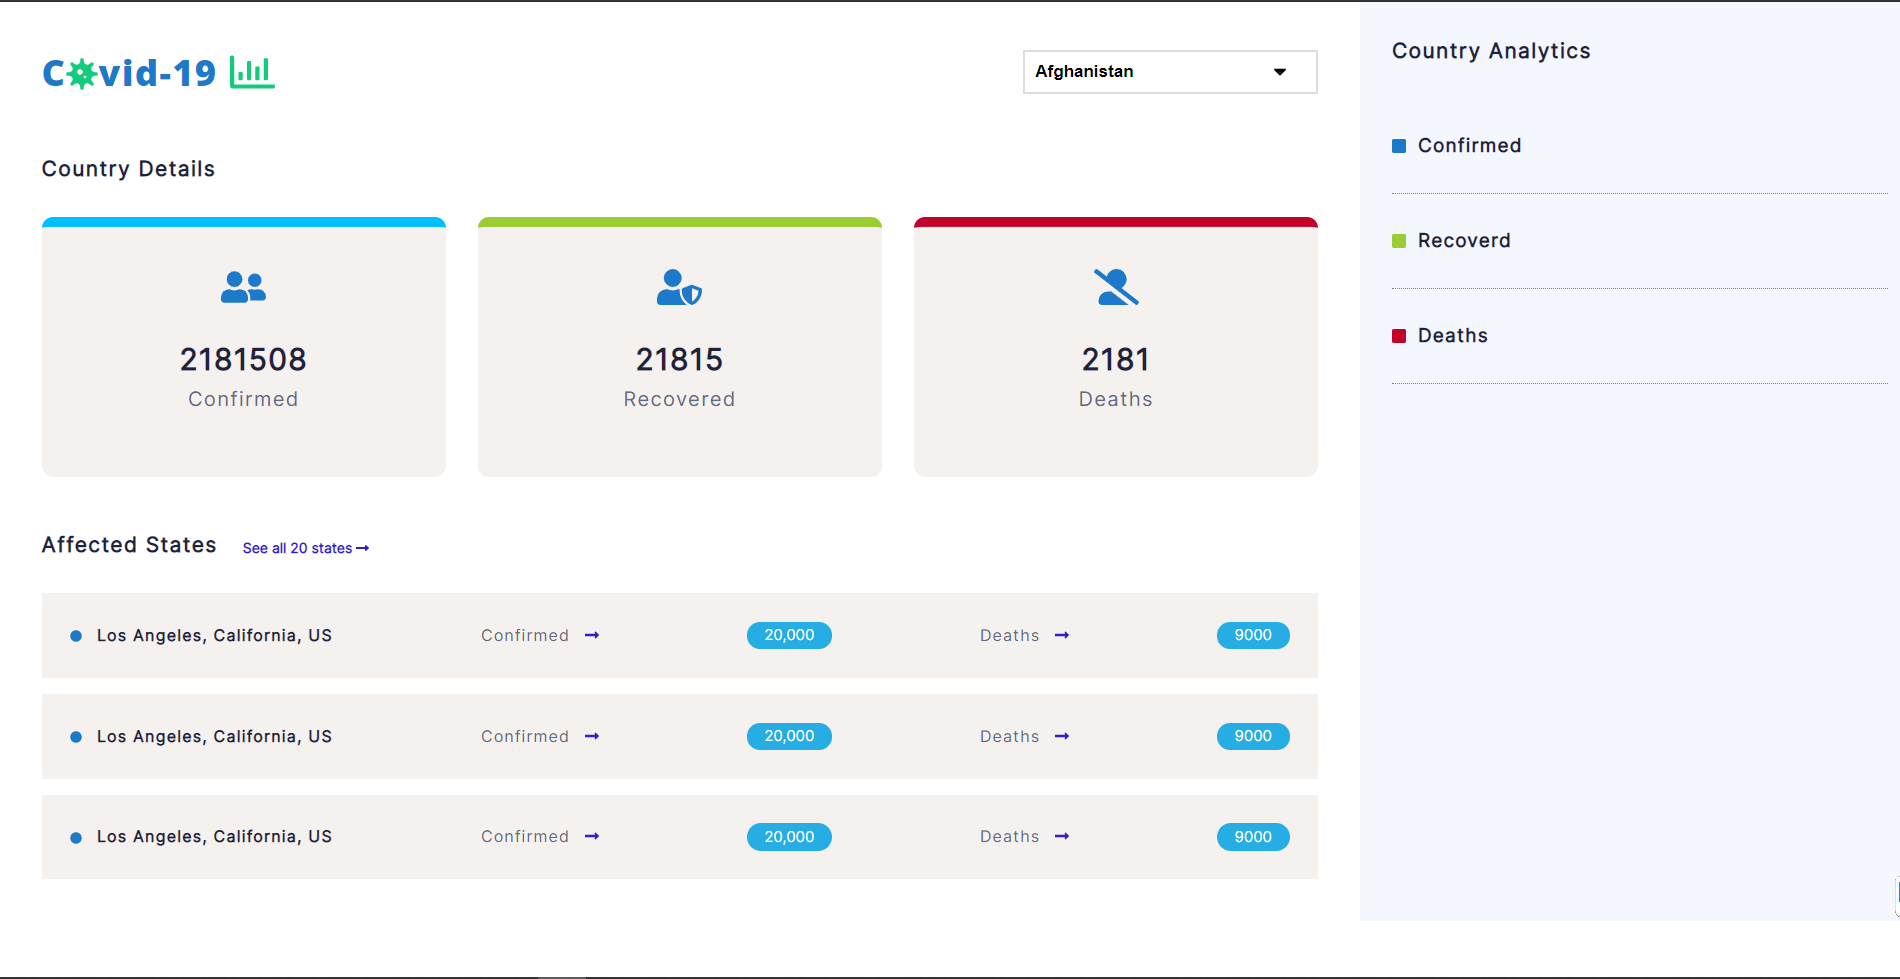 Covid-19
Afghanistan
Country Details
2181508
Confirmed
21815
Recovered
2181
Deaths
Affected States See all 20 states
Los Angeles, California, US Confirmed 20,000 Deaths 9000
Los Angeles, California, US Confirmed 20,000 Deaths 9000
Los Angeles, California, US Confirmed 20,000 Deaths 9000
Country Analytics
Confirmed
Recoverd
Deaths